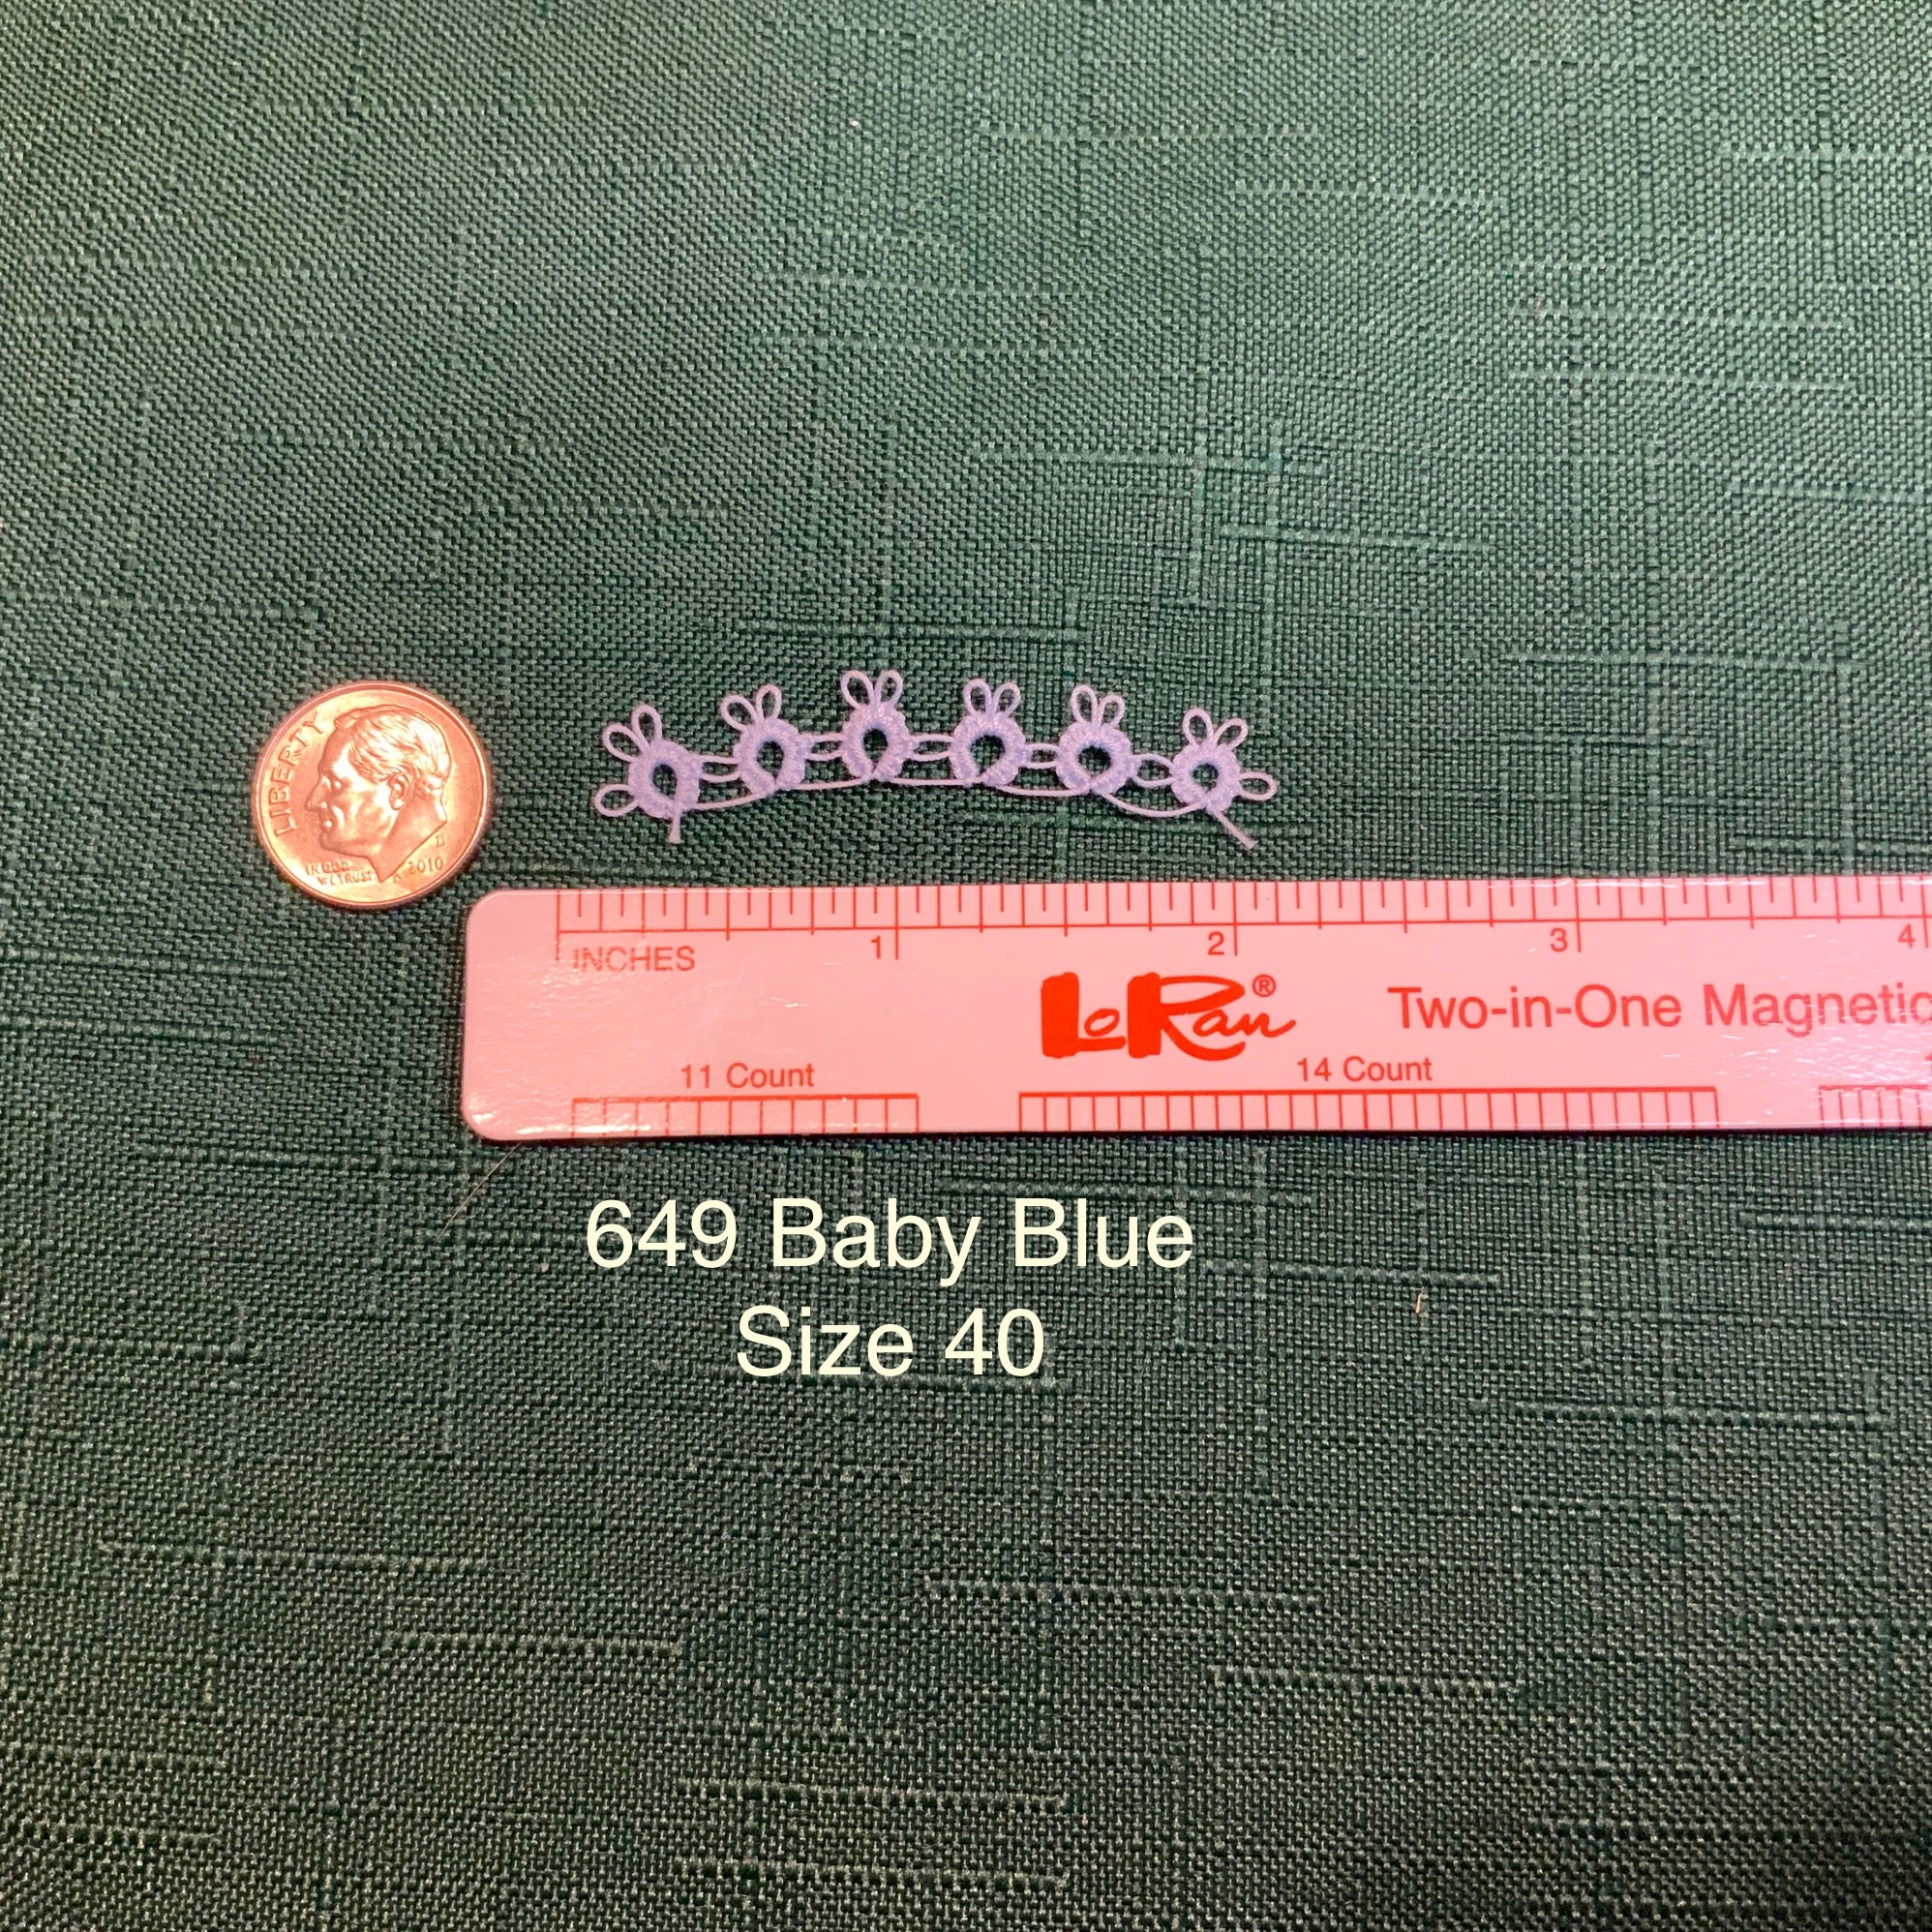 LIBERTY
IN GOD
WE TRUST
D
2010
1 2 3 4
INCHES
LoRan®
Two-in-One Magnetic
11 Count 14 Count
649 Baby Blue
Size 40